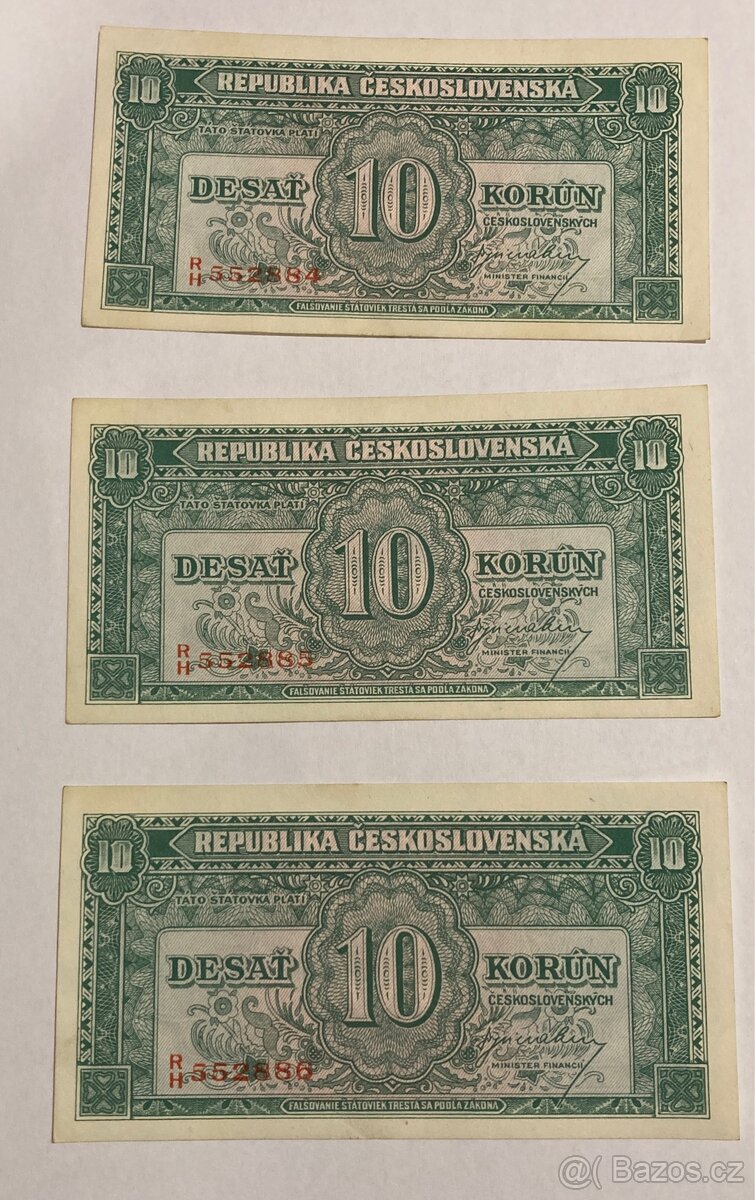 10 REPUBLIKA ČESKOSLOVENSKÁ 10
TÁTO ŠTÁTOVKA PLATÍ
DESAŤ 10 KORÚN
ČESKOSLOVENSKÝCH
R
H 552884
MINISTER FINANCIÍ
FALŠOVANIE ŠTÁTOVIEK TRESTÁ SA PODĽA ZÁKONA
10 REPUBLIKA ČESKOSLOVENSKÁ 10
TÁTO ŠTÁTOVKA PLATÍ
DESAŤ 10 KORÚN
ČESKOSLOVENSKÝCH
R
H 552885
MINISTER FINANCIÍ
FALŠOVANIE ŠTÁTOVIEK TRESTÁ SA PODĽA ZÁKONA
10 REPUBLIKA ČESKOSLOVENSKÁ 10
TÁTO ŠTÁTOVKA PLATÍ
DESAŤ 10 KORÚN
ČESKOSLOVENSKÝCH
R
H 552886
MINISTER FINANCIÍ
FALŠOVANIE ŠTÁTOVIEK TRESTÁ SA PODĽA ZÁKONA
@( Bazos.cz